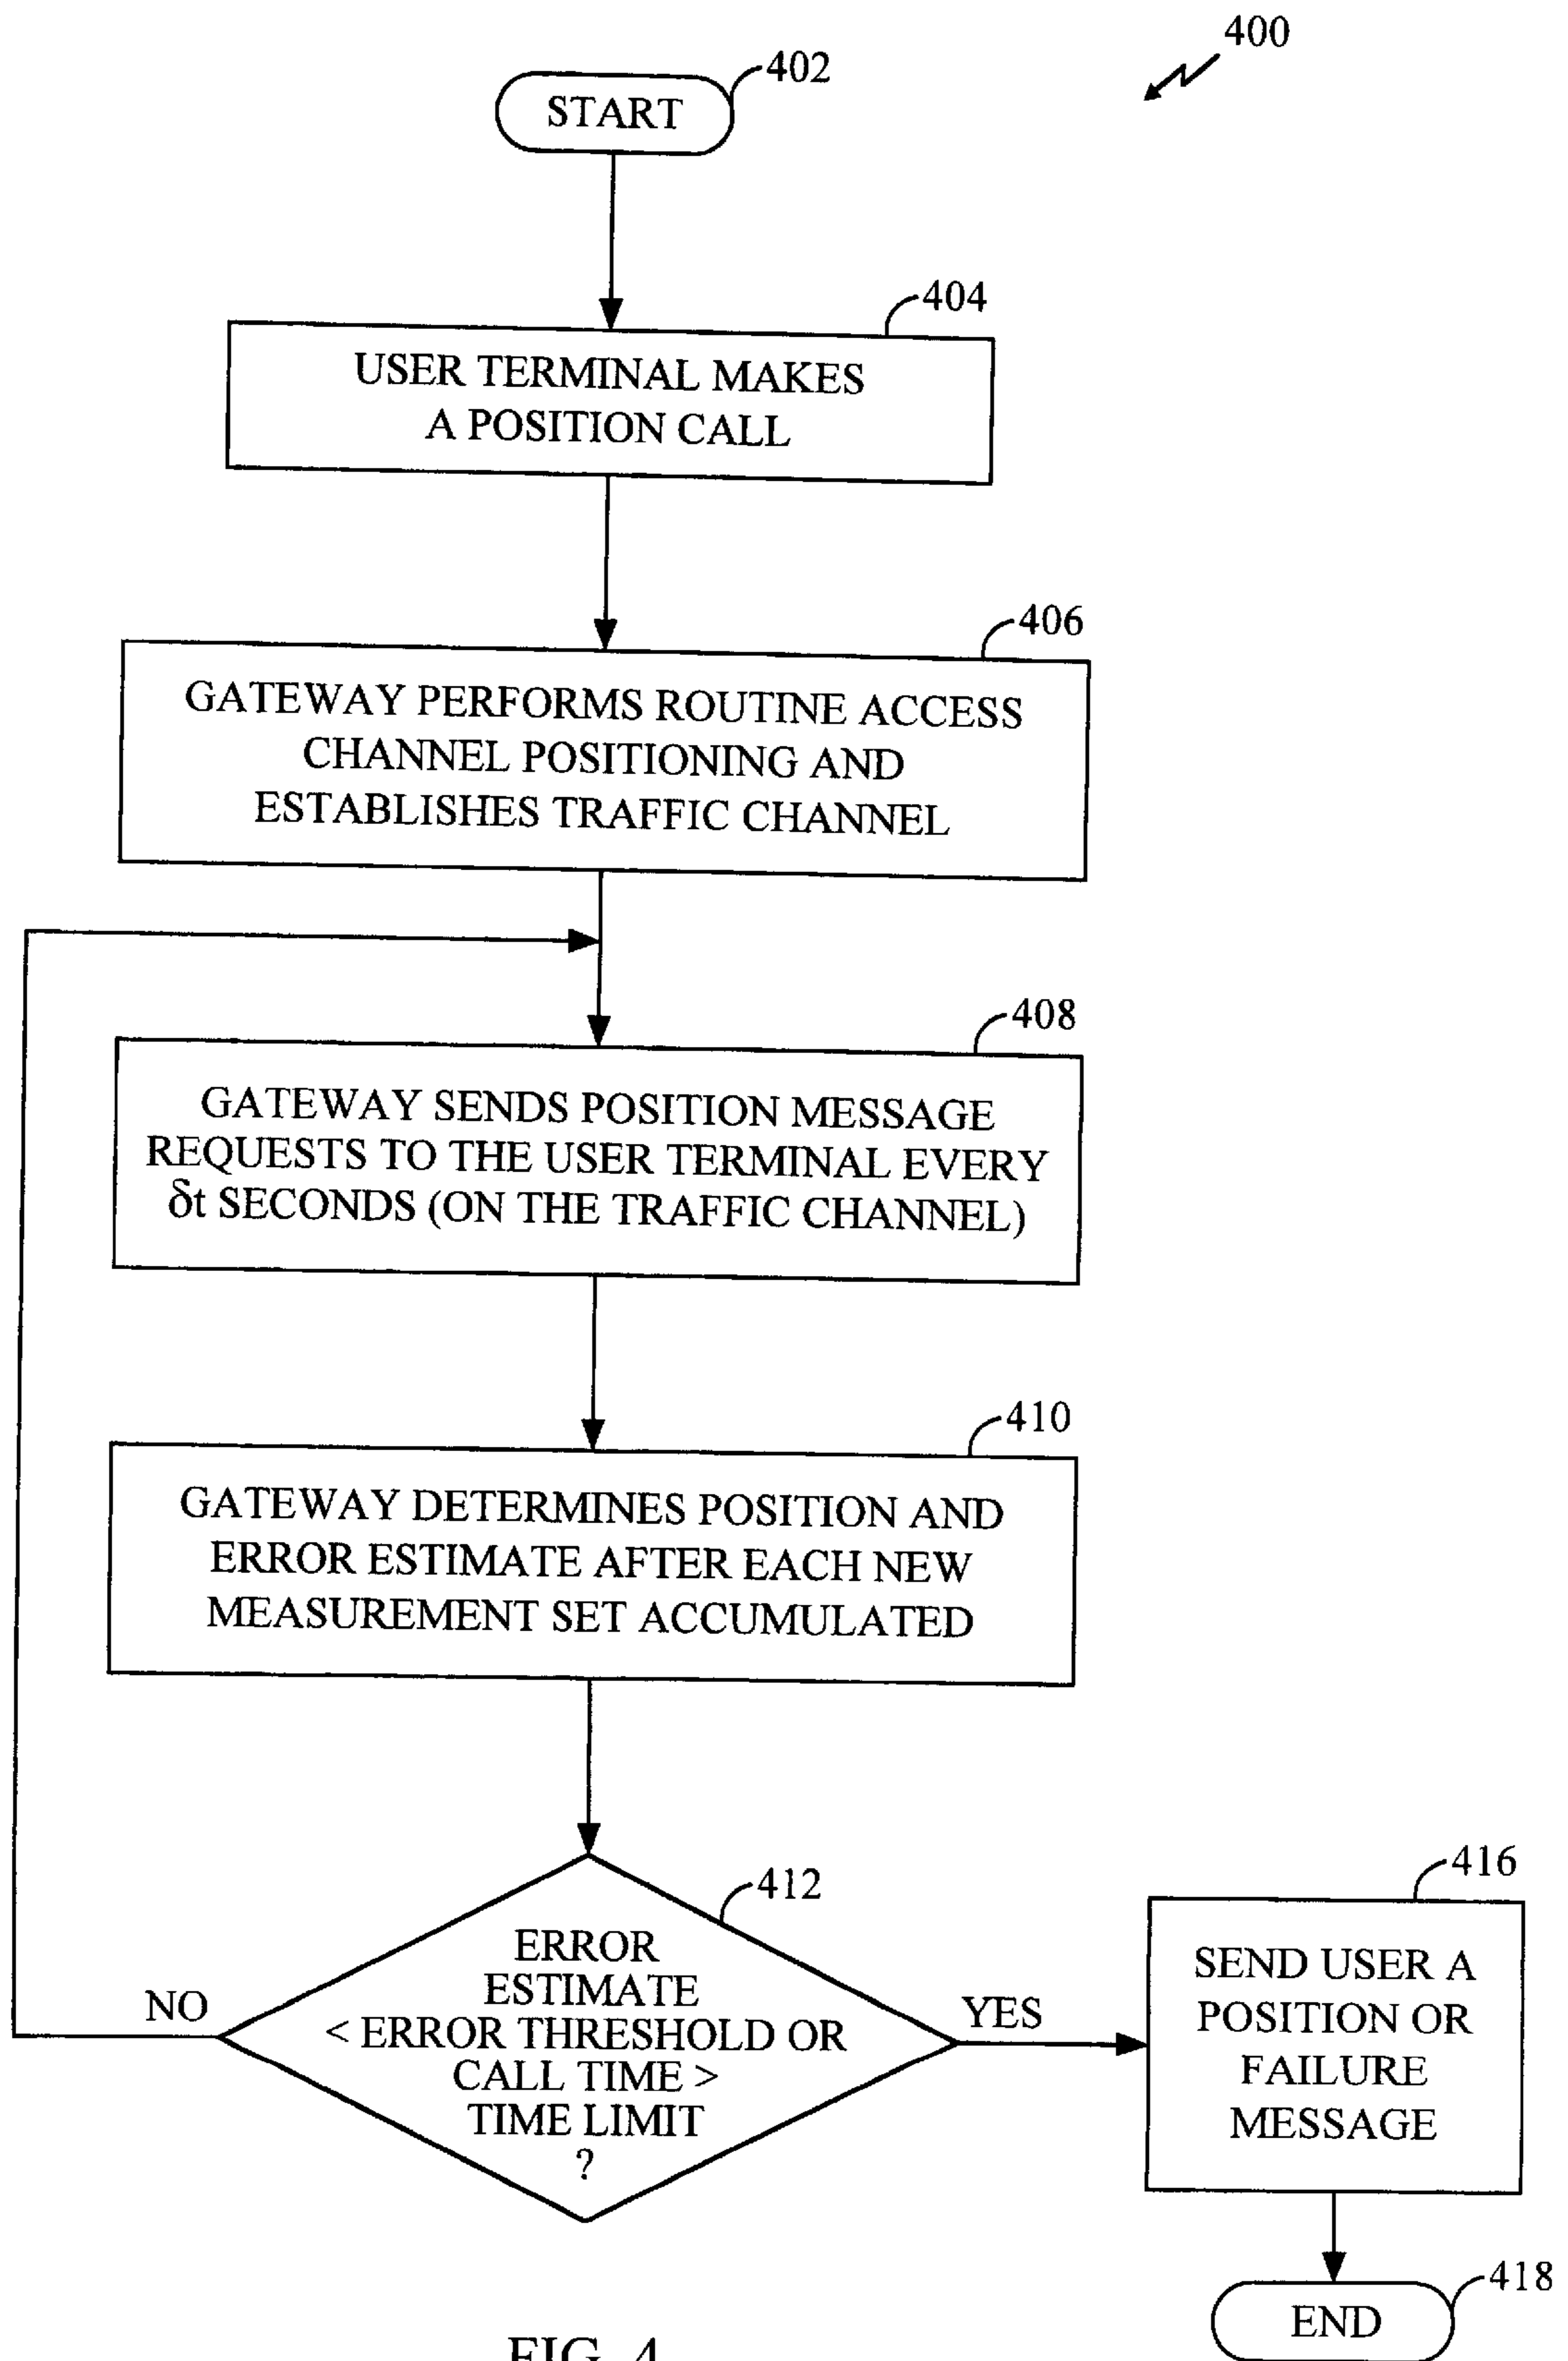 400
402
START
404
USER TERMINAL MAKES
A POSITION CALL
406
GATEWAY PERFORMS ROUTINE ACCESS
CHANNEL POSITIONING AND
ESTABLISHES TRAFFIC CHANNEL
408
GATEWAY SENDS POSITION MESSAGE
REQUESTS TO THE USER TERMINAL EVERY
δt SECONDS (ON THE TRAFFIC CHANNEL)
410
GATEWAY DETERMINES POSITION AND
ERROR ESTIMATE AFTER EACH NEW
MEASUREMENT SET ACCUMULATED
412
ERROR
ESTIMATE
< ERROR THRESHOLD OR
CALL TIME >
TIME LIMIT
?
NO
YES
416
SEND USER A
POSITION OR
FAILURE
MESSAGE
418
END
FIG. 4